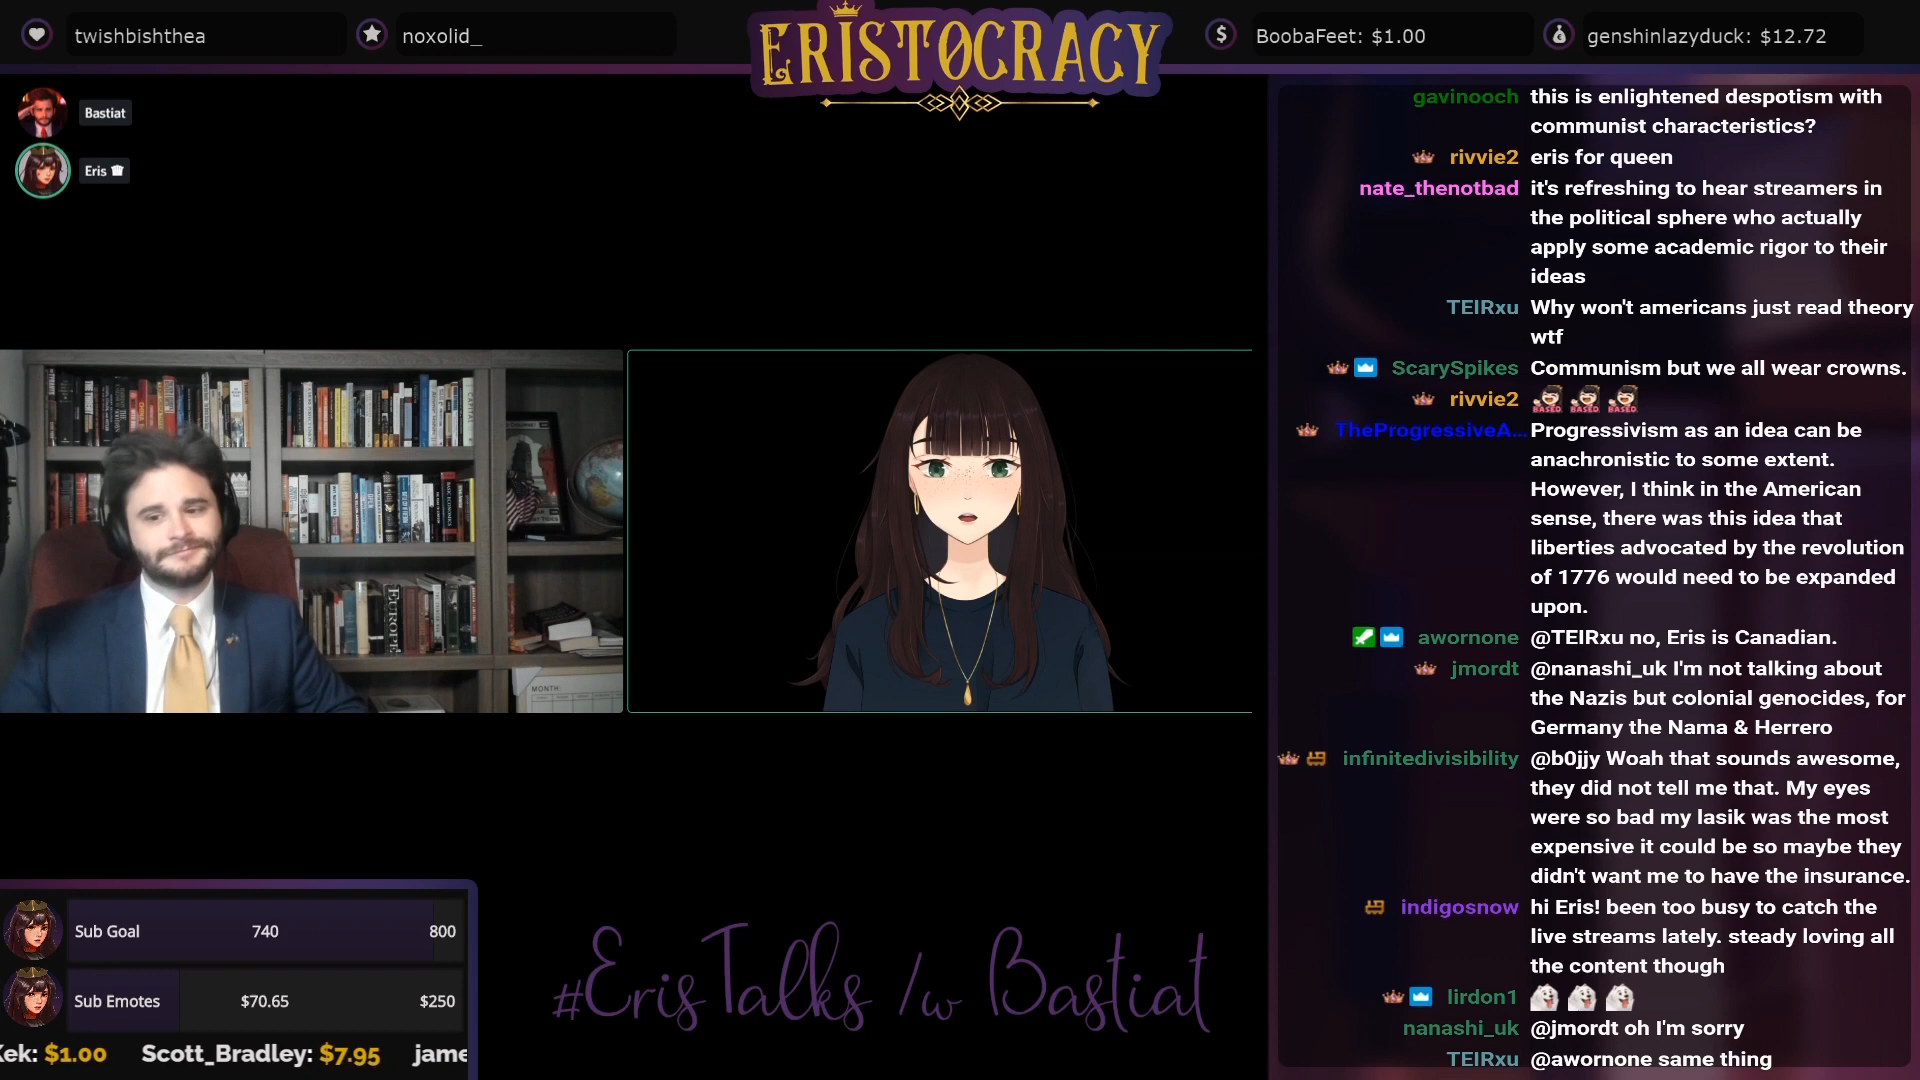 twishbishthea
noxolid_
ERISTOCRACY
BoobaFeet: $1.00
genshinlazyduck: $12.72
Bastiat
Eris
EUROPE
MONTH:
Sub Goal 740 800
Sub Emotes $70.65 $250
Kek: $1.00 Scott_Bradley: $7.95 jame
#ErisTalks /w Bastiat
gavinooch this is enlightened despotism with
communist characteristics?
rivvie2 eris for queen
nate_thenotbad it's refreshing to hear streamers in
the political sphere who actually
apply some academic rigor to their
ideas
TEIRxu Why won't americans just read theory
wtf
ScarySpikes Communism but we all wear crowns.
rivvie2 BASED BASED BASED
TheProgressiveA... Progressivism as an idea can be
anachronistic to some extent.
However, I think in the American
sense, there was this idea that
liberties advocated by the revolution
of 1776 would need to be expanded
upon.
awornone @TEIRxu no, Eris is Canadian.
jmordt @nanashi_uk I'm not talking about
the Nazis but colonial genocides, for
Germany the Nama & Herrero
infinitedivisibility @b0jjy Woah that sounds awesome,
they did not tell me that. My eyes
were so bad my lasik was the most
expensive it could be so maybe they
didn't want me to have the insurance.
indigosnow hi Eris! been too busy to catch the
live streams lately. steady loving all
the content though
lirdon1
nanashi_uk @jmordt oh I'm sorry
TEIRxu @awornone same thing